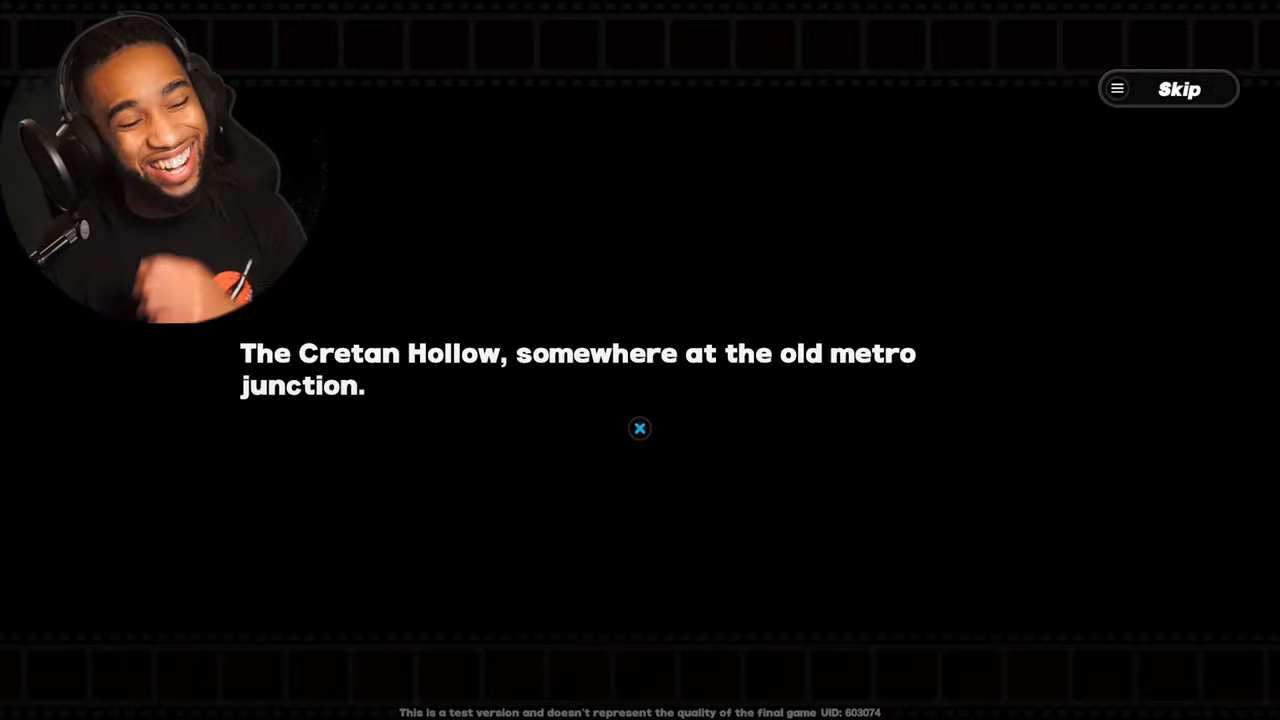 Skip
The Cretan Hollow, somewhere at the old metro
junction.
This is a test version and doesn't represent the quality of the final game UID: 603074